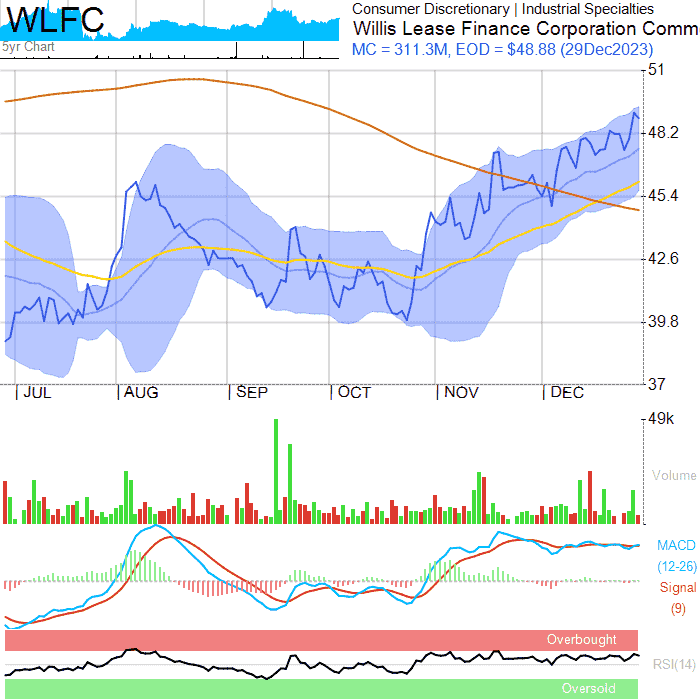 WLFC
5yr Chart
Consumer Discretionary | Industrial Specialties
Willis Lease Finance Corporation Comm
MC = 311.3M, EOD = $48.88 (29Dec2023)
51
48.2
45.4
42.6
39.8
37
JUL AUG SEP OCT NOV DEC
49k
Volume
MACD
(12-26)
Signal
(9)
Overbought
RSI(14)
Oversold